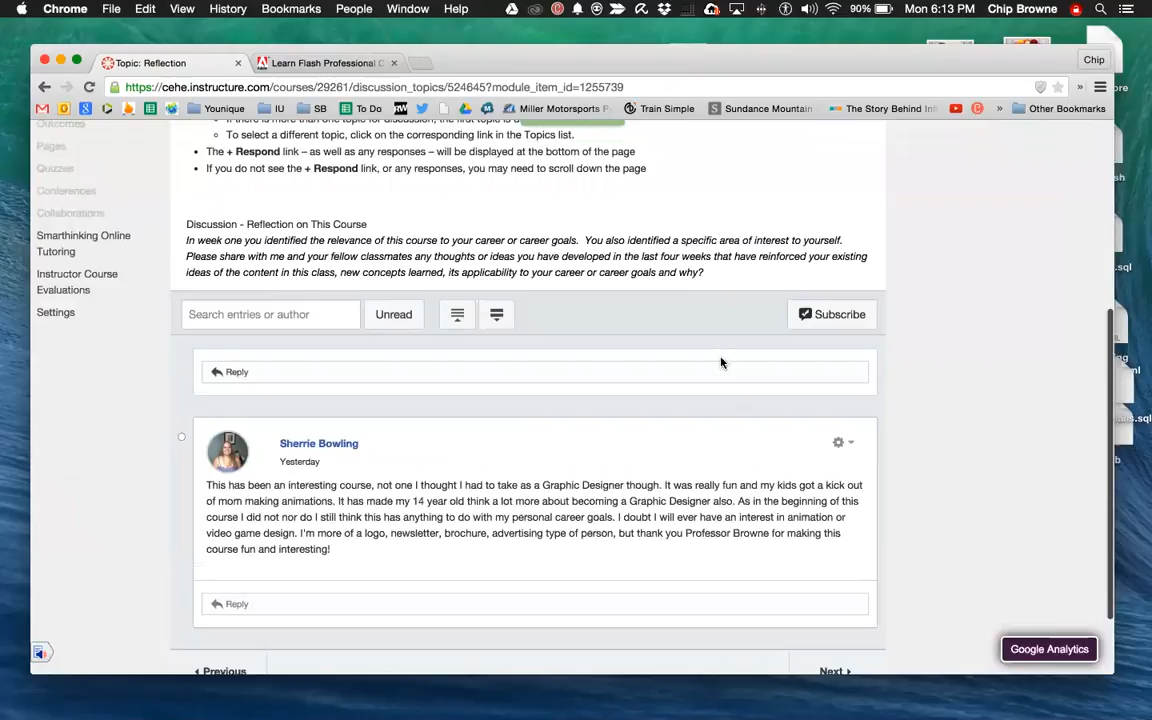 Chrome File Edit View History Bookmarks People Window Help 90% Mon 6:13 PM Chip Browne
Topic: Reflection Learn Flash Professional C Chip
https://cehe.instructure.com/courses/29261/discussion_topics/524645?module_item_id=1255739
Younique IU SB To Do Miller Motorsports P Train Simple Sundance Mountain The Story Behind In Other Bookmarks
Outcomes
Pages
Quizzes
Conferences
Collaborations
Smarthinking Online
Tutoring
Instructor Course
Evaluations
Settings
If there is more than one topic for discussion, the first topic is a
To select a different topic, click on the corresponding link in the Topics list.
The + Respond link – as well as any responses – will be displayed at the bottom of the page
If you do not see the + Respond link, or any responses, you may need to scroll down the page
Discussion - Reflection on This Course
In week one you identified the relevance of this course to your career or career goals. You also identified a specific area of interest to yourself.
Please share with me and your fellow classmates any thoughts or ideas you have developed in the last four weeks that have reinforced your existing
ideas of the content in this class, new concepts learned, its applicability to your career or career goals and why?
Search entries or author Unread Subscribe
Reply
Sherrie Bowling
Yesterday
This has been an interesting course, not one I thought I had to take as a Graphic Designer though. It was really fun and my kids got a kick out
of mom making animations. It has made my 14 year old think a lot more about becoming a Graphic Designer also. As in the beginning of this
course I did not nor do I still think this has anything to do with my personal career goals. I doubt I will ever have an interest in animation or
video game design. I'm more of a logo, newsletter, brochure, advertising type of person, but thank you Professor Browne for making this
course fun and interesting!
Reply
Previous Next
Google Analytics
.sql